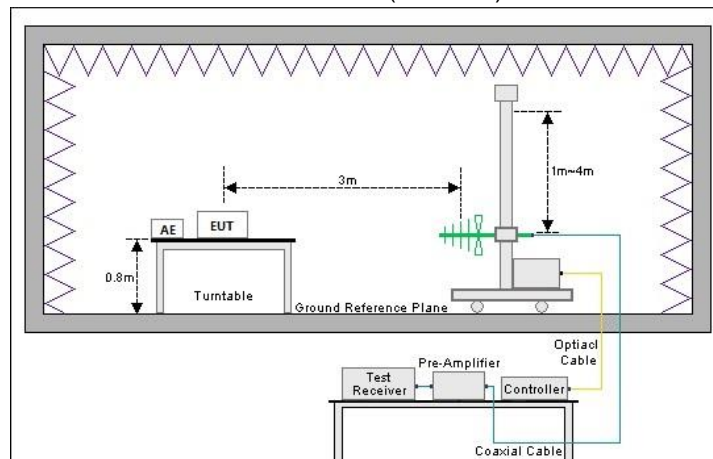 3m
1m~4m
AE
EUT
0.8m
Turntable
Ground Reference Plane
Optiacl
Cable
Pre-Amplifier
Test
Receiver
Controller
Coaxial Cable